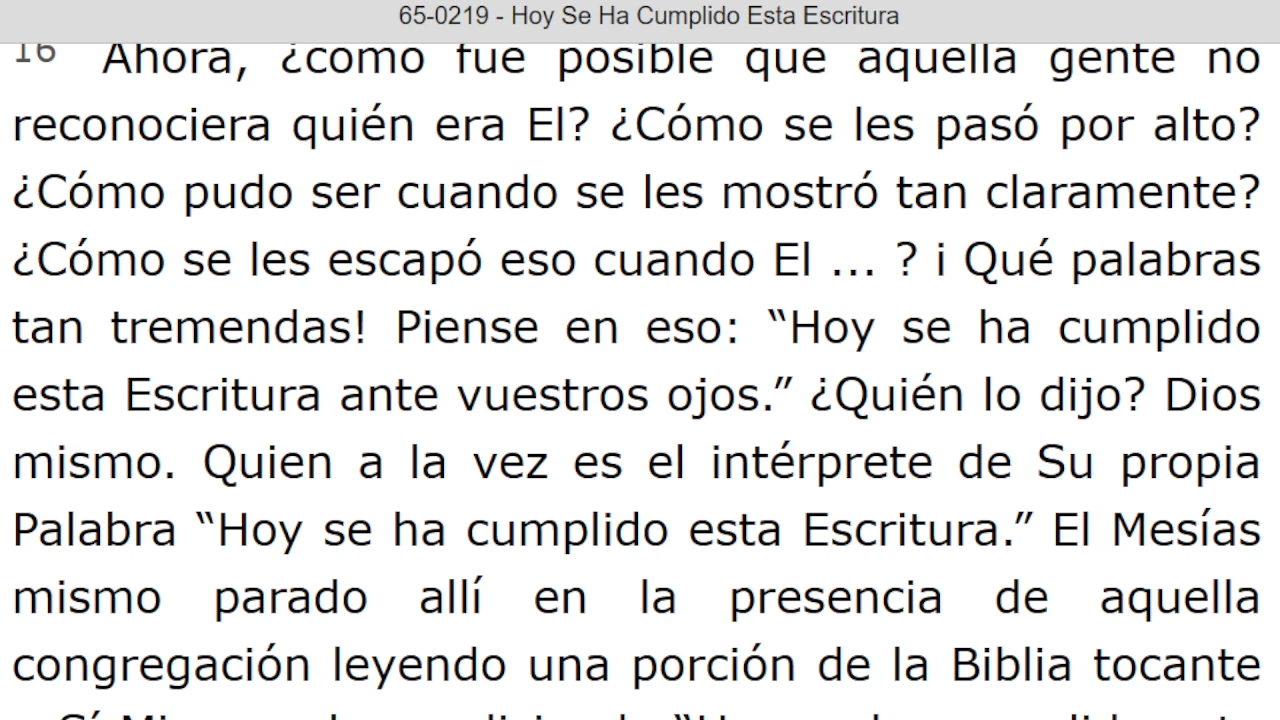 65-0219 - Hoy Se Ha Cumplido Esta Escritura
16 Ahora, ¿como fue posible que aquella gente no
reconociera quién era El? ¿Cómo se les pasó por alto?
¿Cómo pudo ser cuando se les mostró tan claramente?
¿Cómo se les escapó eso cuando El ... ? i Qué palabras
tan tremendas! Piense en eso: “Hoy se ha cumplido
esta Escritura ante vuestros ojos.” ¿Quién lo dijo? Dios
mismo. Quien a la vez es el intérprete de Su propia
Palabra “Hoy se ha cumplido esta Escritura.” El Mesías
mismo parado allí en la presencia de aquella
congregación leyendo una porción de la Biblia tocante